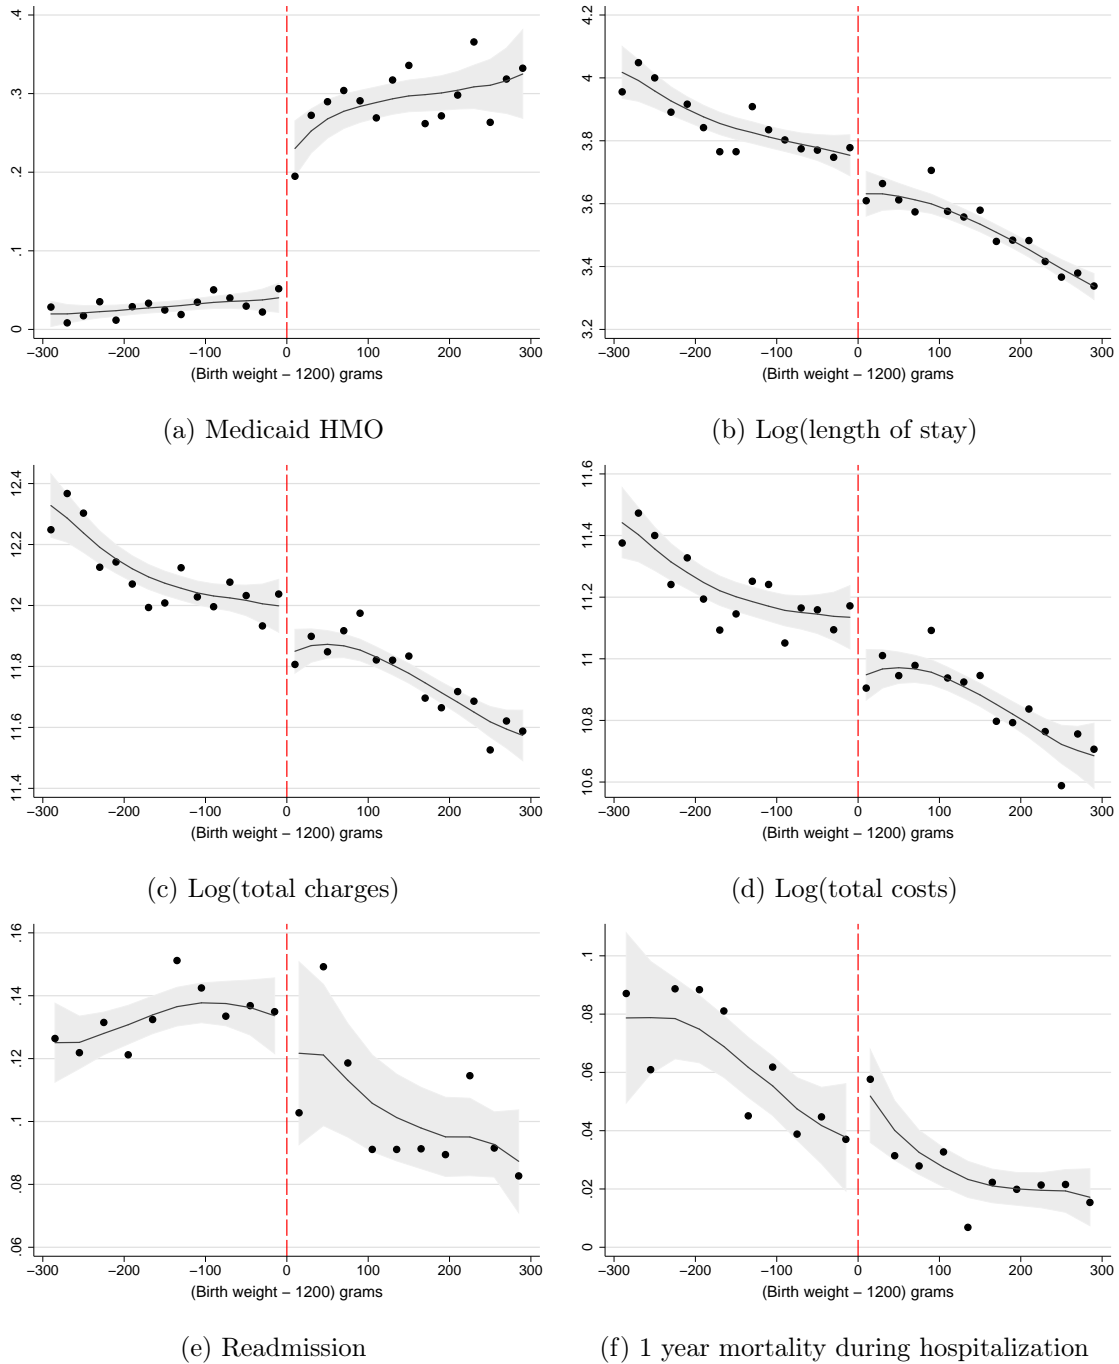 .4
.3
.2
.1
0
−300 −200 −100 0 100 200 300
(Birth weight − 1200) grams
(a) Medicaid HMO
4.2
4
3.8
3.6
3.4
3.2
−300 −200 −100 0 100 200 300
(Birth weight − 1200) grams
(b) Log(length of stay)
12.4
12.2
12
11.8
11.6
11.4
−300 −200 −100 0 100 200 300
(Birth weight − 1200) grams
(c) Log(total charges)
11.6
11.4
11.2
11
10.8
10.6
−300 −200 −100 0 100 200 300
(Birth weight − 1200) grams
(d) Log(total costs)
.16
.14
.12
.1
.08
.06
−300 −200 −100 0 100 200 300
(Birth weight − 1200) grams
(e) Readmission
.1
.08
.06
.04
.02
0
−300 −200 −100 0 100 200 300
(Birth weight − 1200) grams
(f) 1 year mortality during hospitalization